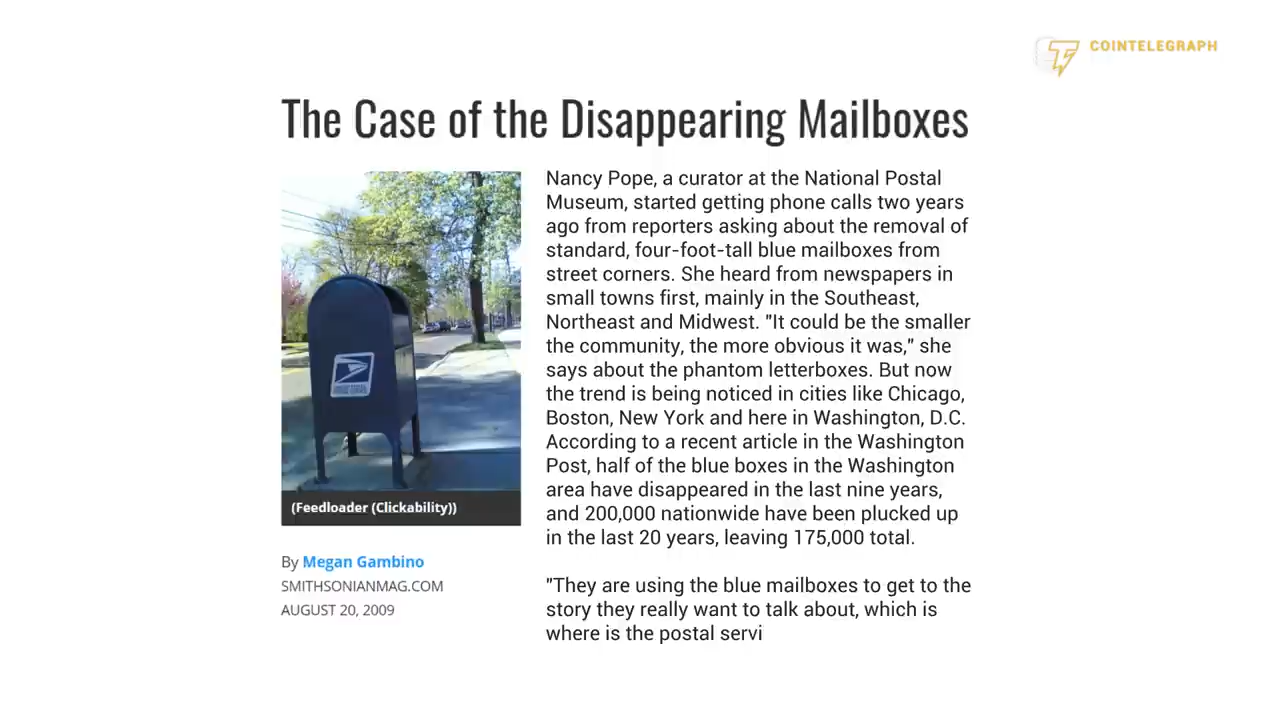 COINTELEGRAPH
The Case of the Disappearing Mailboxes
(Feedloader (Clickability))
By Megan Gambino
SMITHSONIANMAG.COM
AUGUST 20, 2009
Nancy Pope, a curator at the National Postal
Museum, started getting phone calls two years
ago from reporters asking about the removal of
standard, four-foot-tall blue mailboxes from
street corners. She heard from newspapers in
small towns first, mainly in the Southeast,
Northeast and Midwest. "It could be the smaller
the community, the more obvious it was," she
says about the phantom letterboxes. But now
the trend is being noticed in cities like Chicago,
Boston, New York and here in Washington, D.C.
According to a recent article in the Washington
Post, half of the blue boxes in the Washington
area have disappeared in the last nine years,
and 200,000 nationwide have been plucked up
in the last 20 years, leaving 175,000 total.
"They are using the blue mailboxes to get to the
story they really want to talk about, which is
where is the postal servi